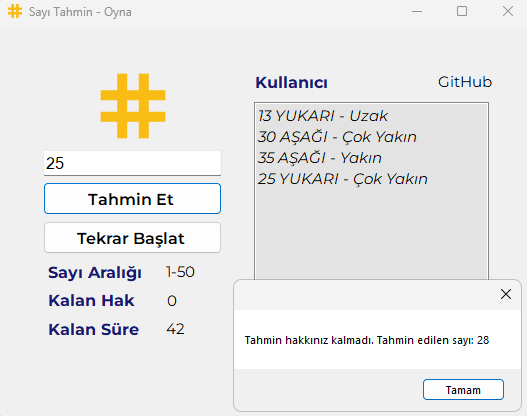 Sayı Tahmin - Oyna
#
Kullanıcı
GitHub
13 YUKARI - Uzak
30 AŞAĞI - Çok Yakın
35 AŞAĞI - Yakın
25 YUKARI - Çok Yakın
25
Tahmin Et
Tekrar Başlat
Sayı Aralığı 1-50
Kalan Hak 0
Kalan Süre 42
Tahmin hakkınız kalmadı. Tahmin edilen sayı: 28
Tamam